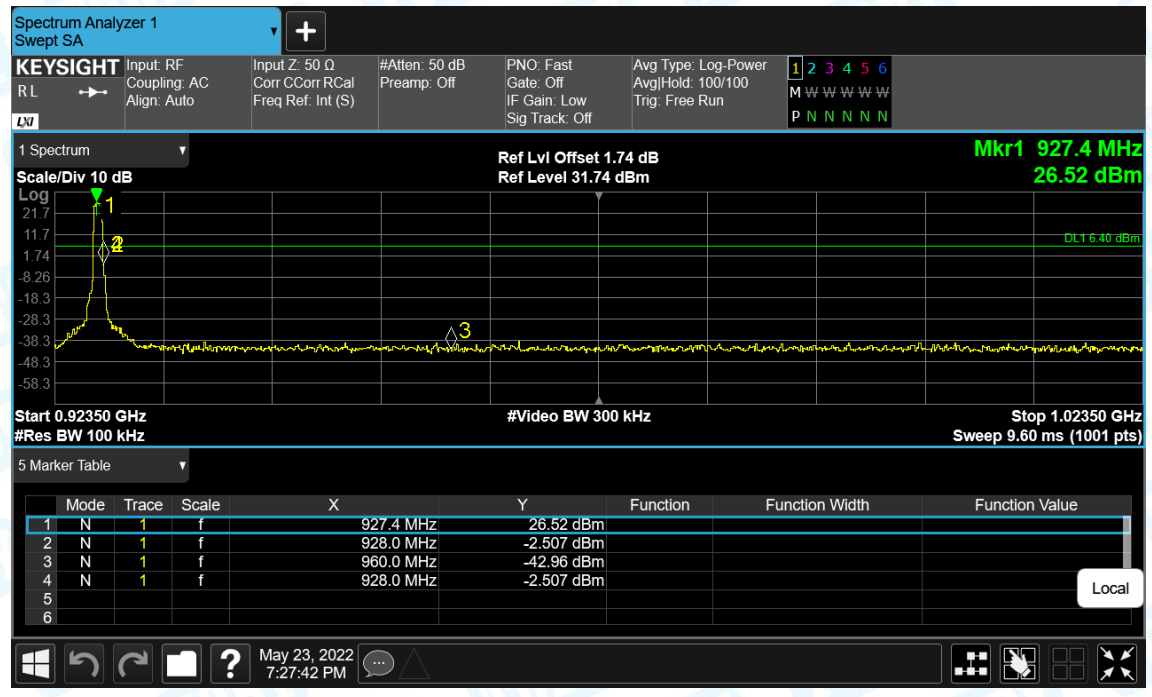 Spectrum Analyzer 1
Swept SA
+
KEYSIGHT
R L
LXI
Input: RF
Coupling: AC
Align: Auto
Input Z: 50 Ω
Corr CCorr RCal
Freq Ref: Int (S)
#Atten: 50 dB
Preamp: Off
PNO: Fast
Gate: Off
IF Gain: Low
Sig Track: Off
Avg Type: Log-Power
Avg|Hold: 100/100
Trig: Free Run
1 2 3 4 5 6
M W W W W W
P N N N N N
1 Spectrum
Scale/Div 10 dB
Ref Lvl Offset 1.74 dB
Ref Level 31.74 dBm
Mkr1 927.4 MHz
26.52 dBm
Log
21.7
11.7
1.74
-8.26
-18.3
-28.3
-38.3
-48.3
-58.3
1
2
3
DL1 6.40 dBm
Start 0.92350 GHz
#Res BW 100 kHz
#Video BW 300 kHz
Stop 1.02350 GHz
Sweep 9.60 ms (1001 pts)
5 Marker Table
Mode Trace Scale X Y Function Function Width Function Value
1 N 1 f 927.4 MHz 26.52 dBm
2 N 1 f 928.0 MHz -2.507 dBm
3 N 1 f 960.0 MHz -42.96 dBm
4 N 1 f 928.0 MHz -2.507 dBm
5
6
Local
?
May 23, 2022
7:27:42 PM